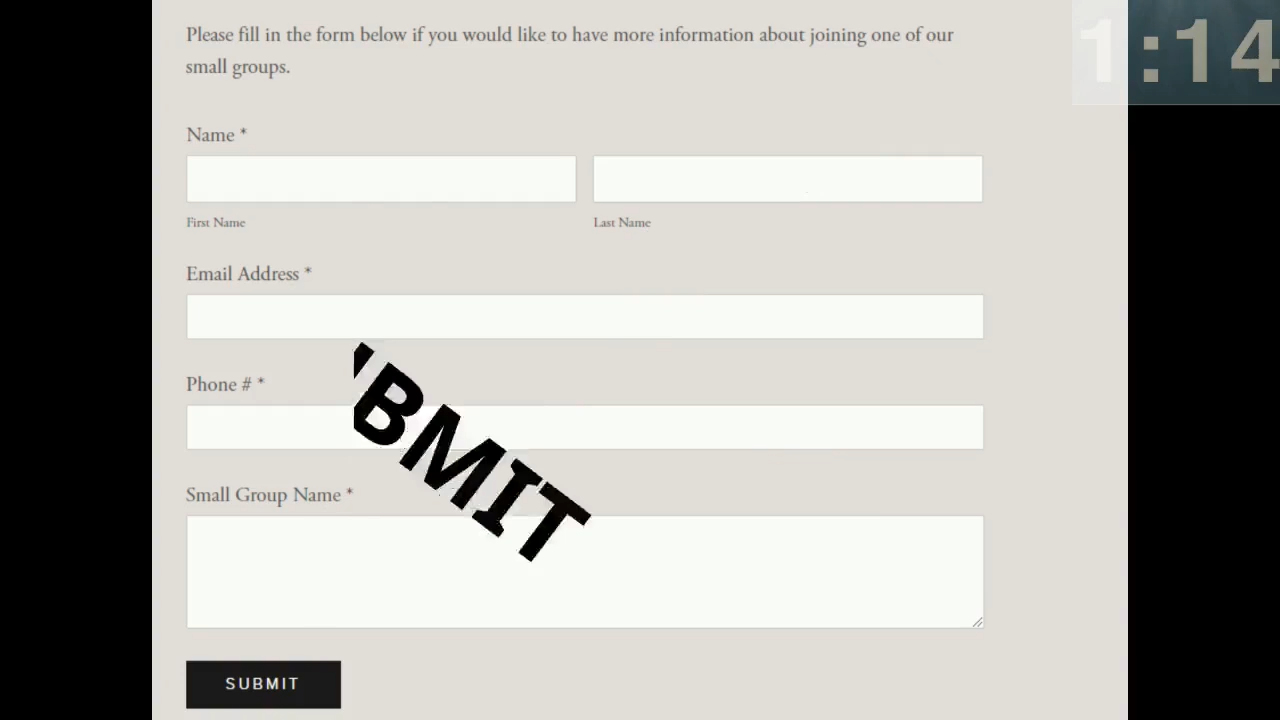 Please fill in the form below if you would like to have more information about joining one of our
small groups.
1:14
Name *
First Name
Last Name
Email Address *
Phone # *
BMIT
Small Group Name *
SUBMIT